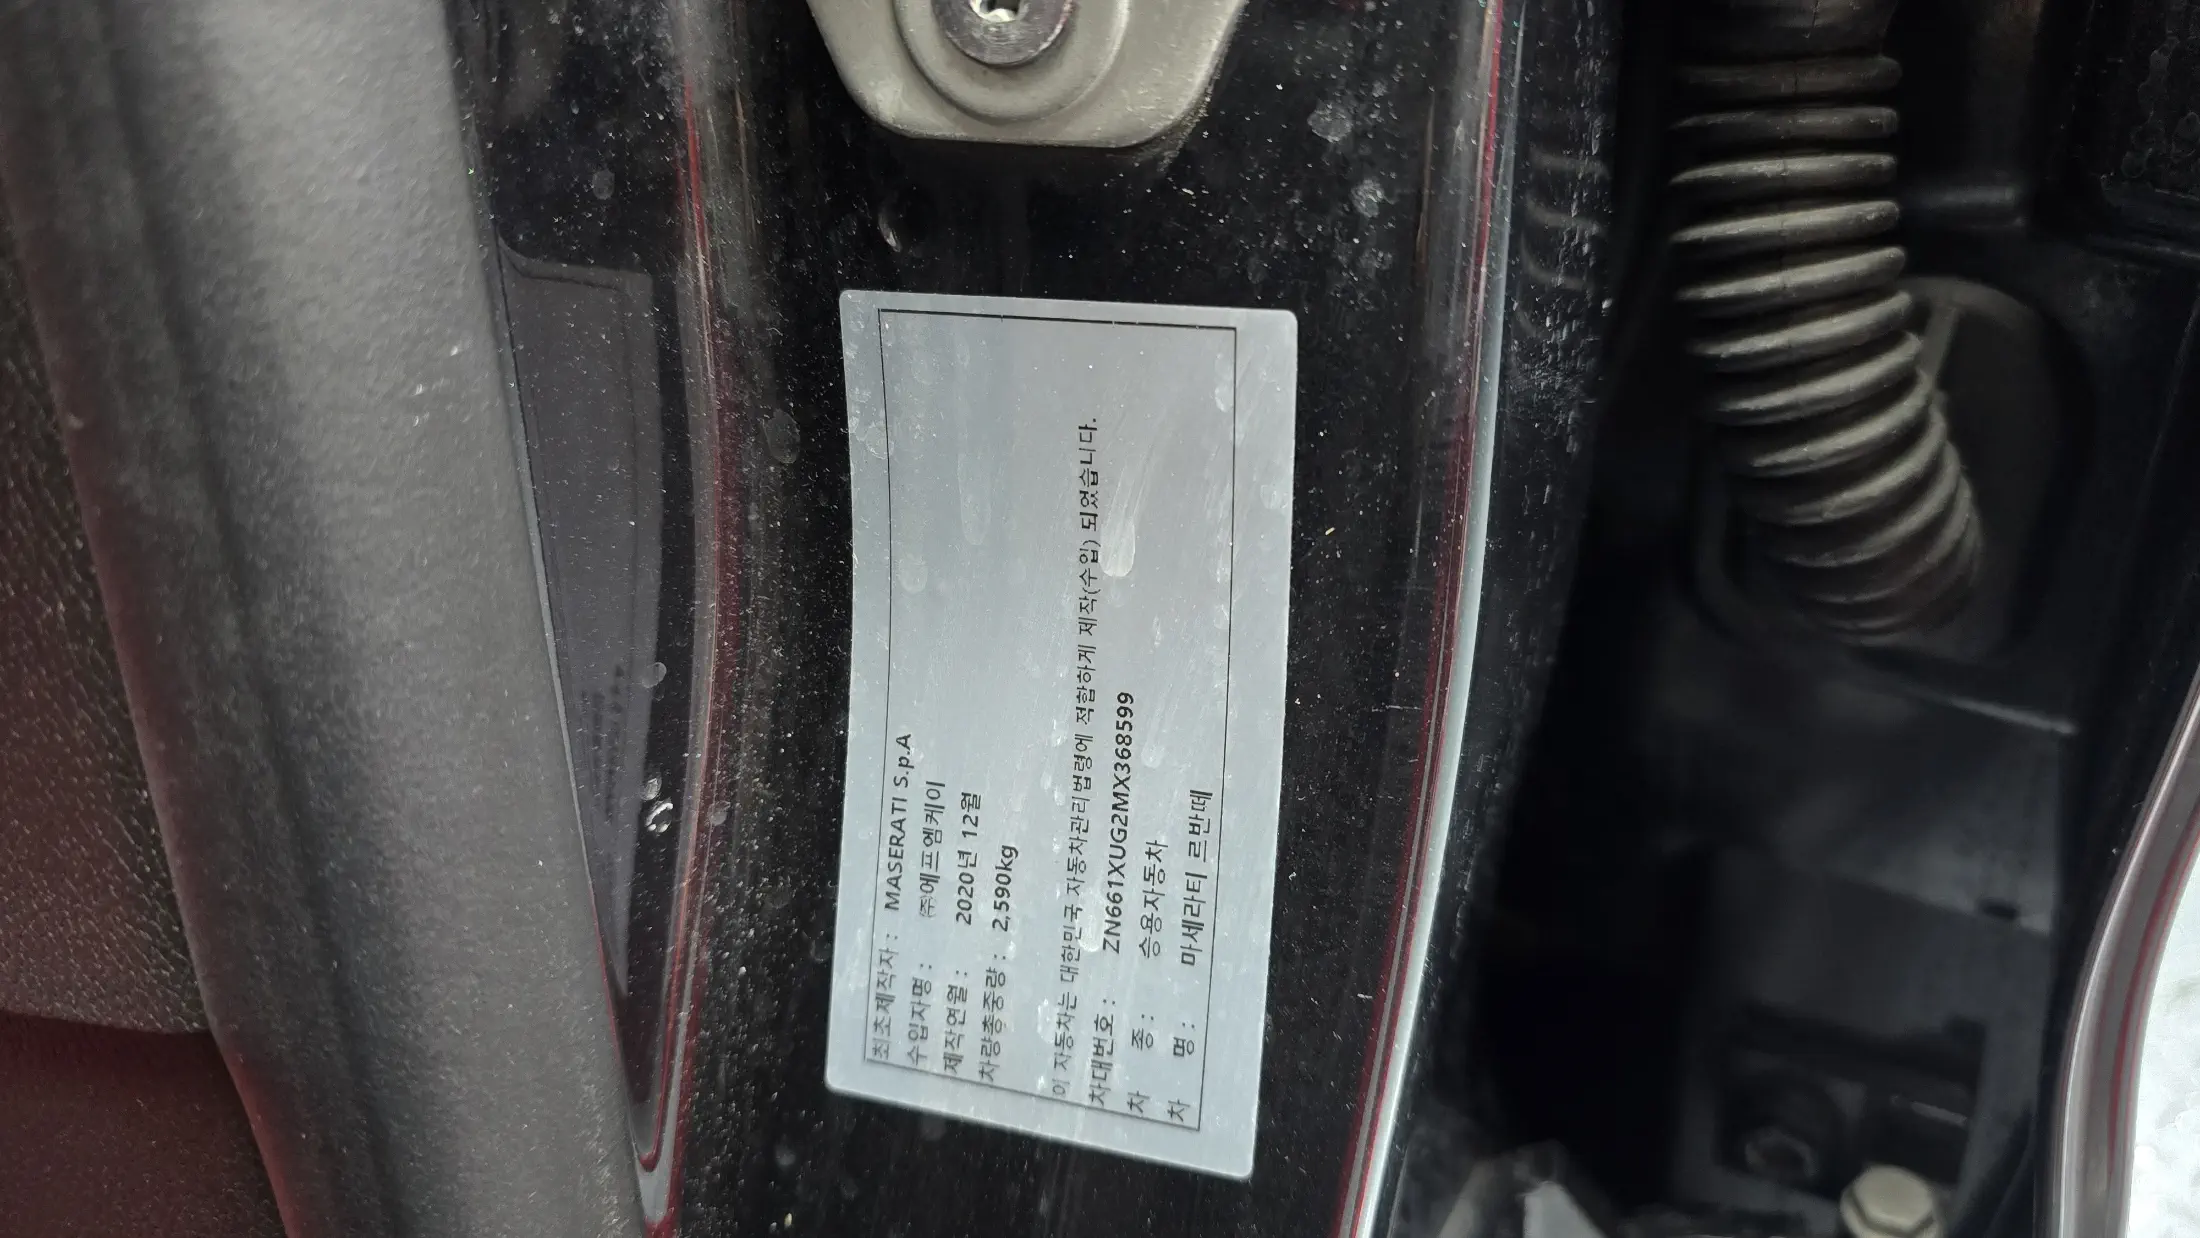 최초제작자 : MASERATI S.p.A
수입자명 : ㈜에프엠케이
제작연월 : 2020년 12월
차량총중량 : 2,590kg
이 자동차는 대한민국 자동차관리법령에 적합하게 제작(수입) 되었습니다.
차대번호 : ZN661XUG2MX368599
차 종 : 승용자동차
차 명 : 마세라티 르반떼